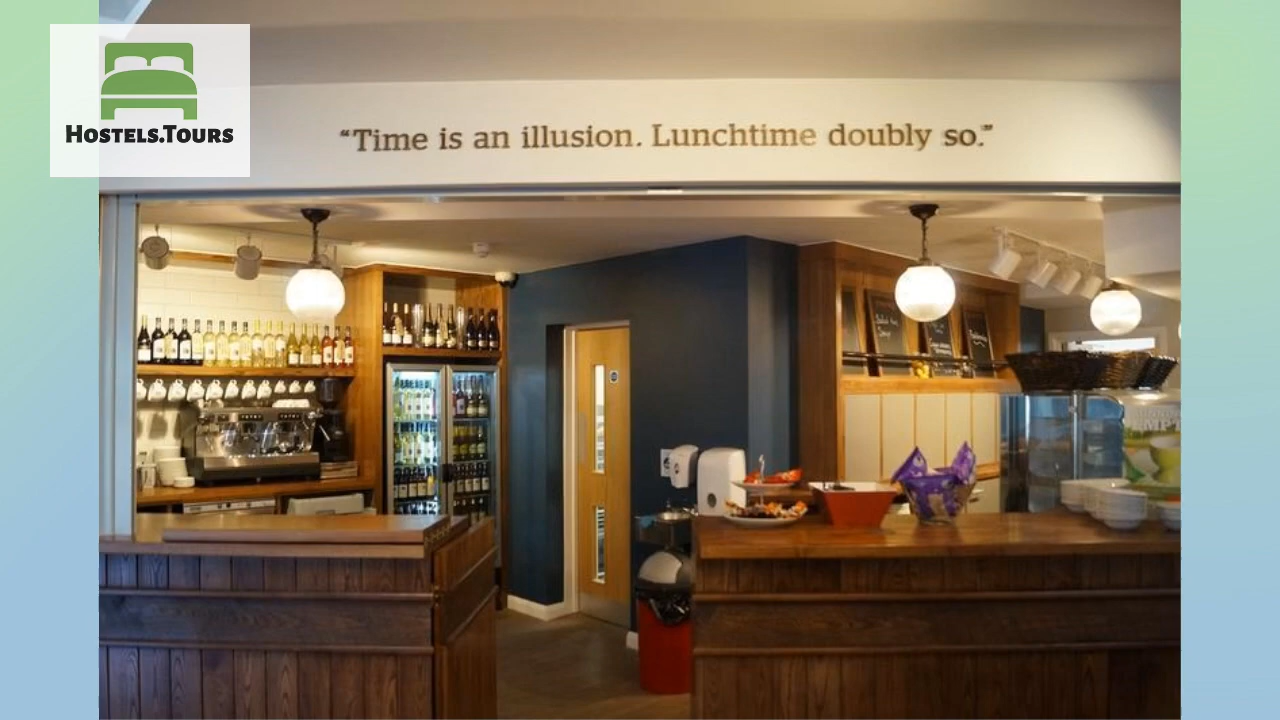 Hostels.Tours
“Time is an illusion. Lunchtime doubly so.”